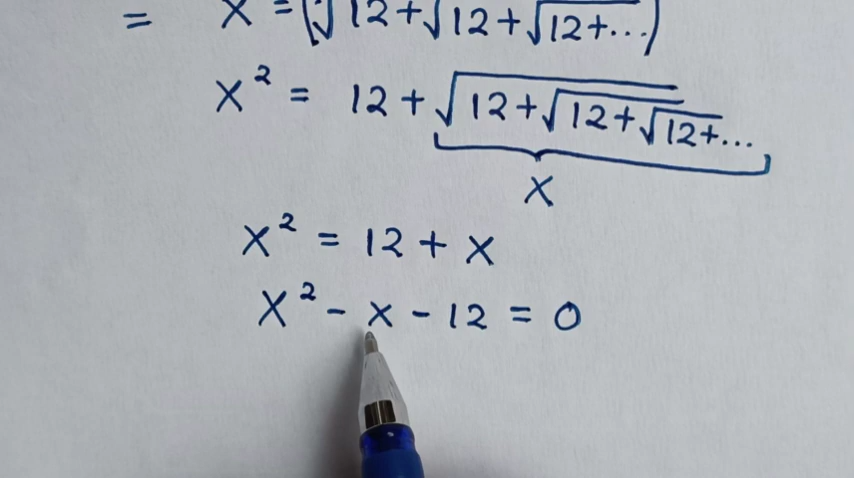 = X = (√12+√12+√12+...)
X² = 12 + √12+√12+√12+...
X
X² = 12 + X
X² - X - 12 = 0